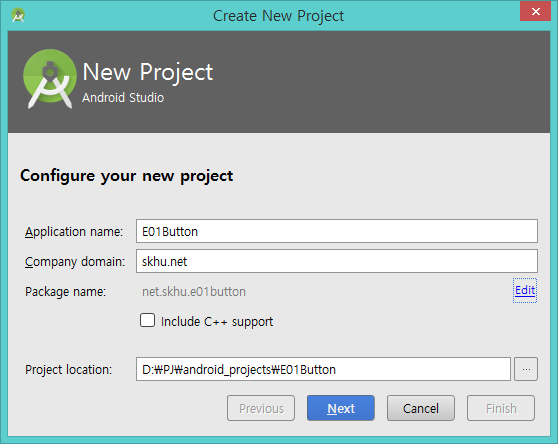 Create New Project
New Project
Android Studio
Configure your new project
Application name: E01Button
Company domain: skhu.net
Package name: net.skhu.e01button Edit
Include C++ support
Project location: D:₩PJ₩android_projects₩E01Button ...
Previous Next Cancel Finish